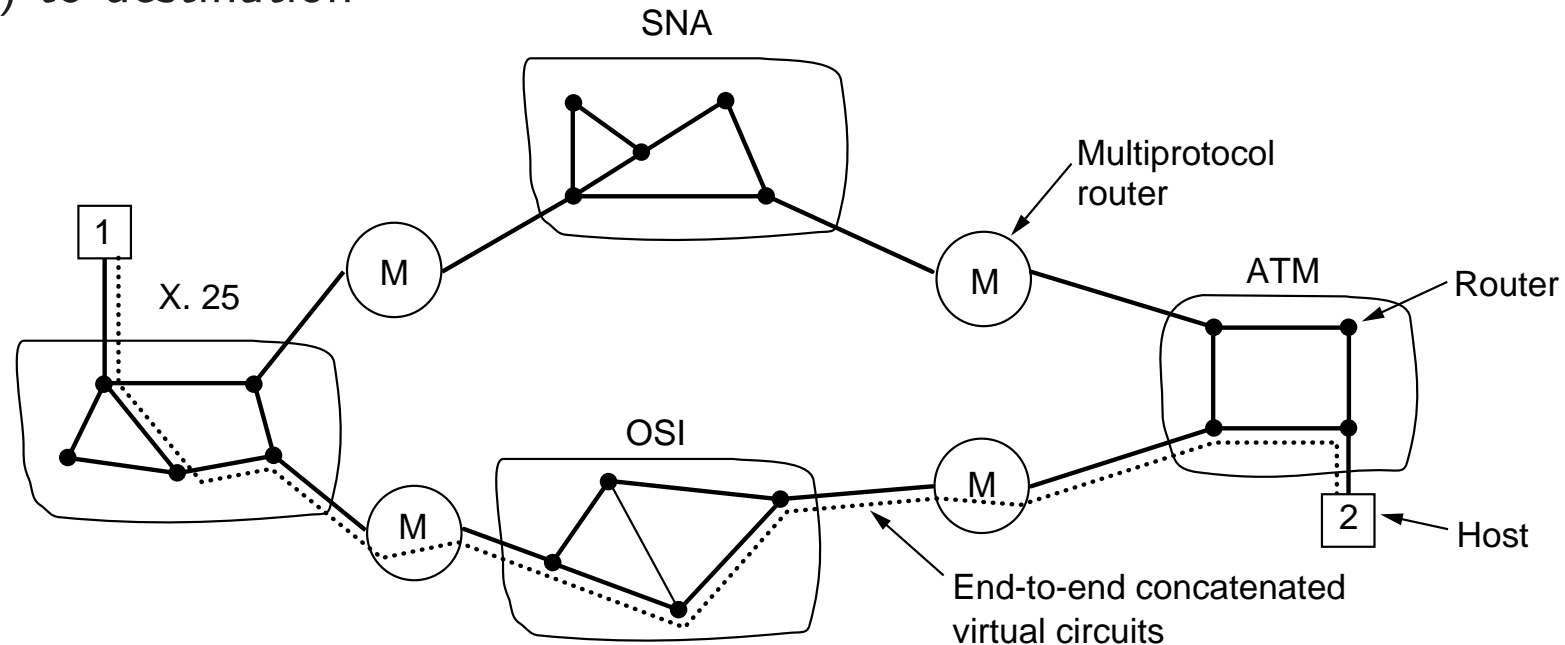 ) to destination
SNA
Multiprotocol
router
1
X. 25
M
M
ATM
Router
OSI
M
M
2
Host
End-to-end concatenated
virtual circuits